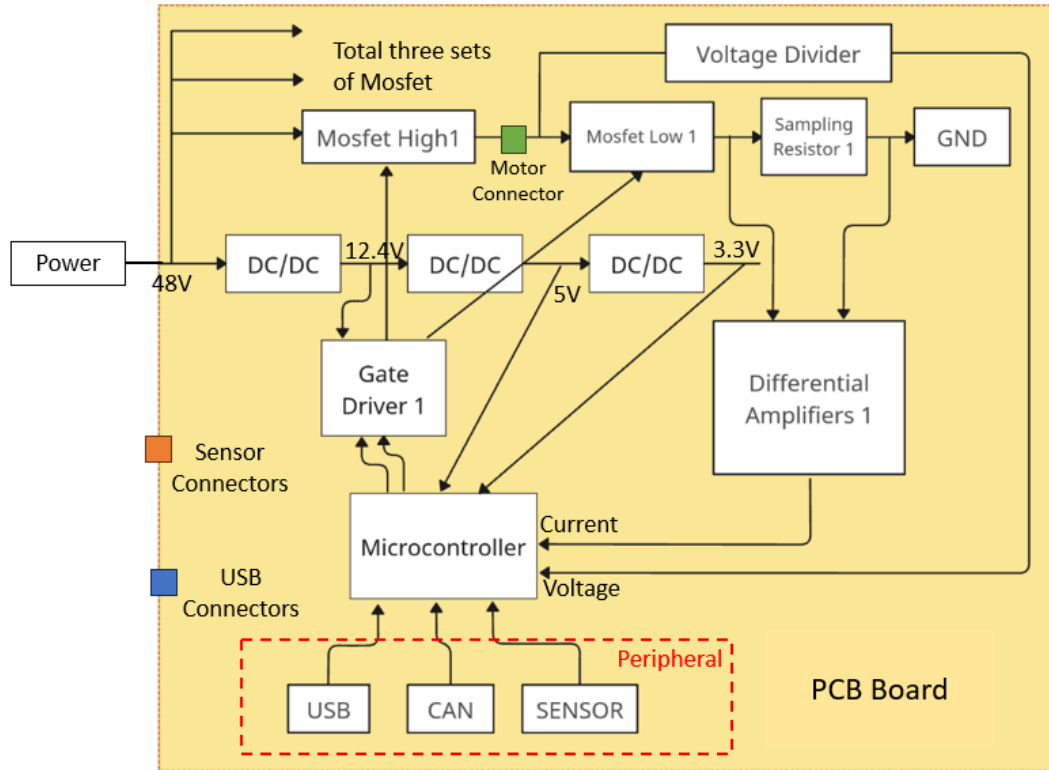 Total three sets
of Mosfet
Voltage Divider
Mosfet High1
Motor
Connector
Mosfet Low 1
Sampling
Resistor 1
GND
Power
48V
DC/DC
12.4V
DC/DC
5V
DC/DC
3.3V
Gate
Driver 1
Differential
Amplifiers 1
Sensor
Connectors
Microcontroller
Current
Voltage
USB
Connectors
Peripheral
USB
CAN
SENSOR
PCB Board